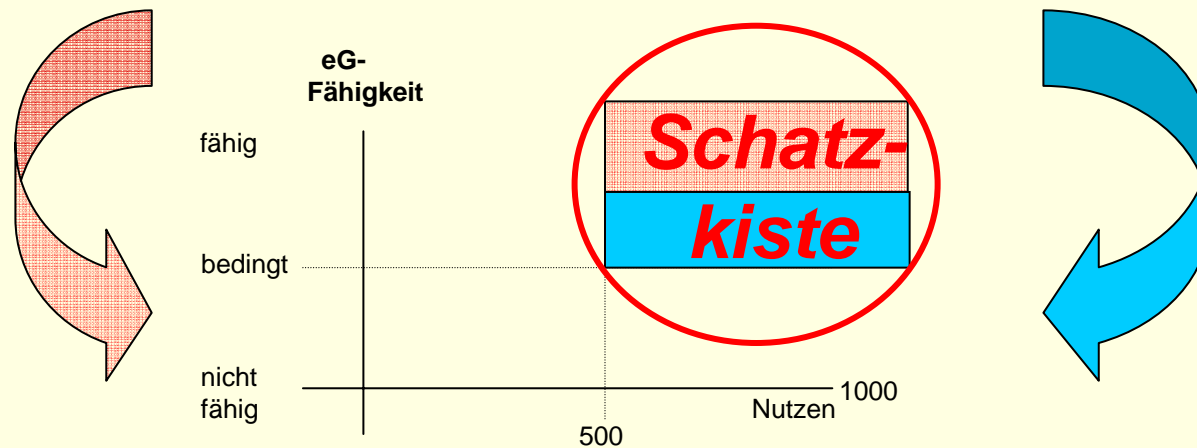 eG-
Fähigkeit
fähig
Schatz-
kiste
bedingt
nicht
fähig
1000
Nutzen
500